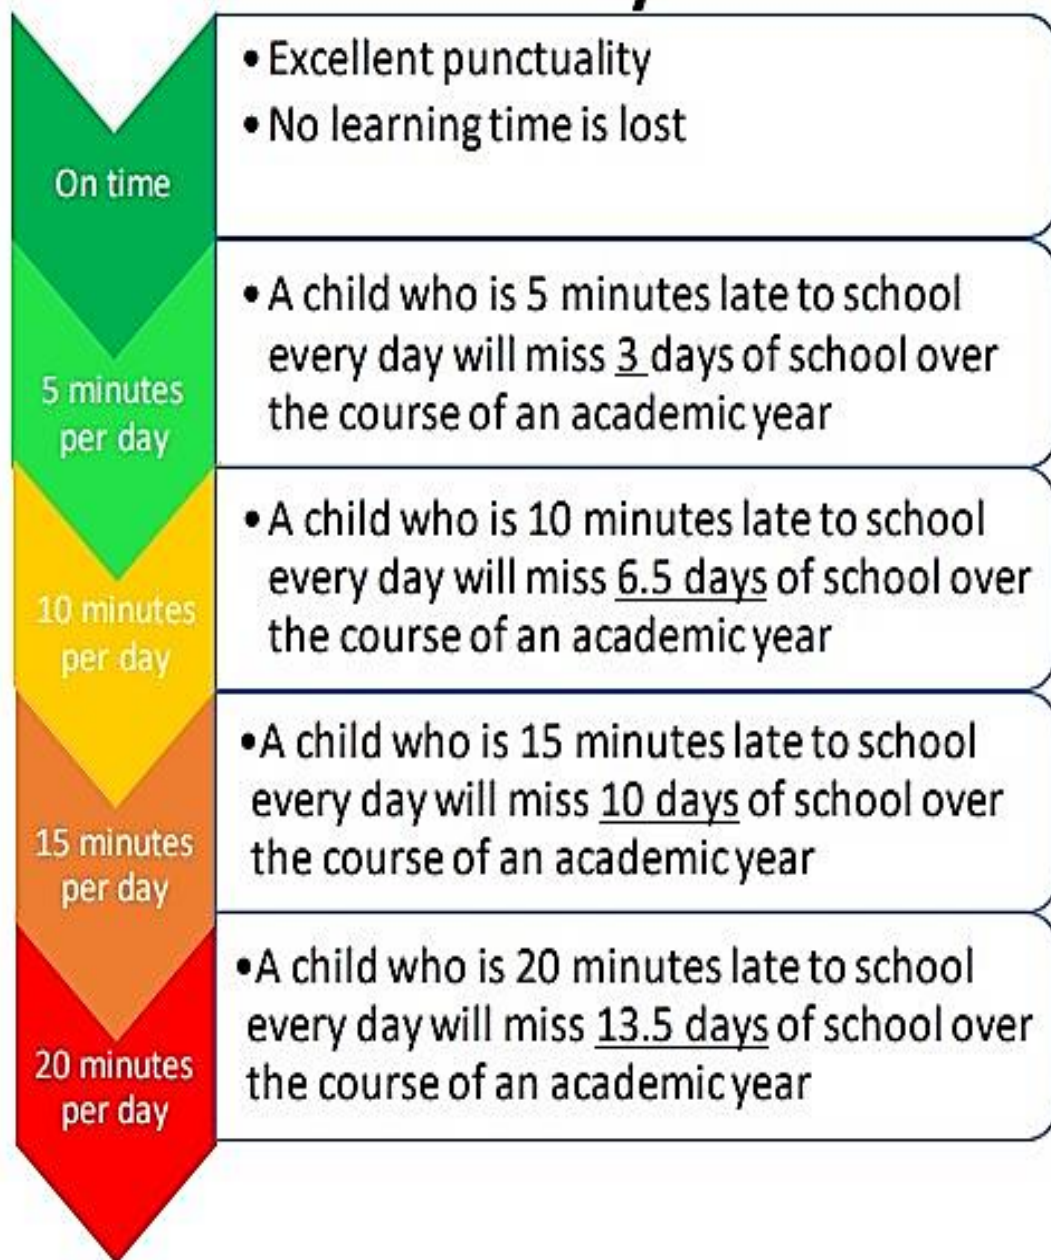 • Excellent punctuality
• No learning time is lost
On time
• A child who is 5 minutes late to school
every day will miss 3 days of school over
the course of an academic year
5 minutes
per day
• A child who is 10 minutes late to school
every day will miss 6.5 days of school over
the course of an academic year
10 minutes
per day
•A child who is 15 minutes late to school
every day will miss 10 days of school over
the course of an academic year
15 minutes
per day
•A child who is 20 minutes late to school
every day will miss 13.5 days of school over
the course of an academic year
20 minutes
per day